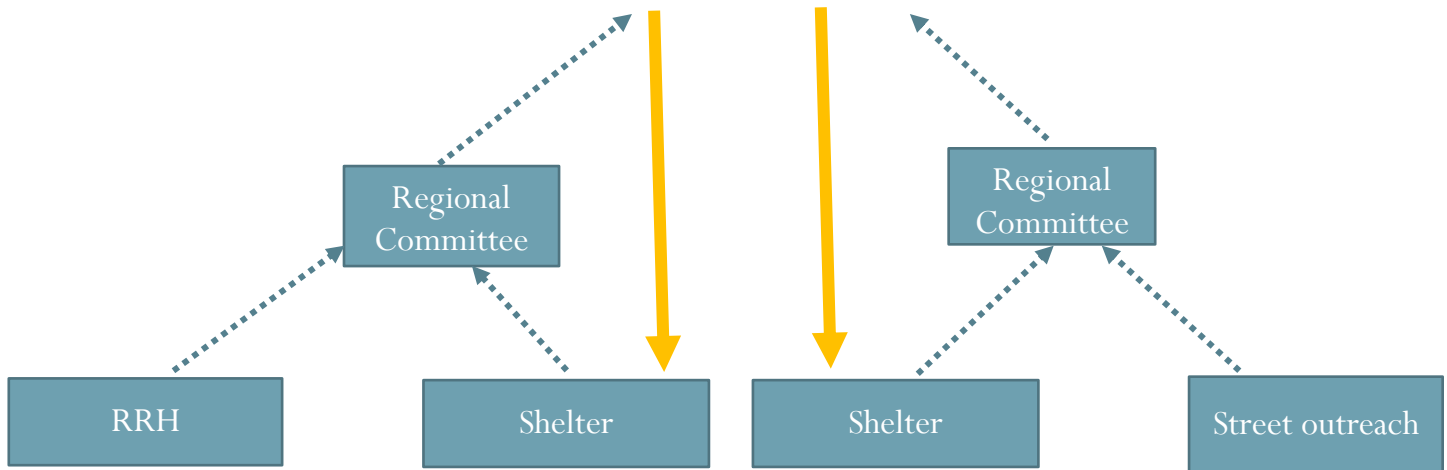 Regional
Committee
Regional
Committee
RRH
Shelter
Shelter
Street outreach